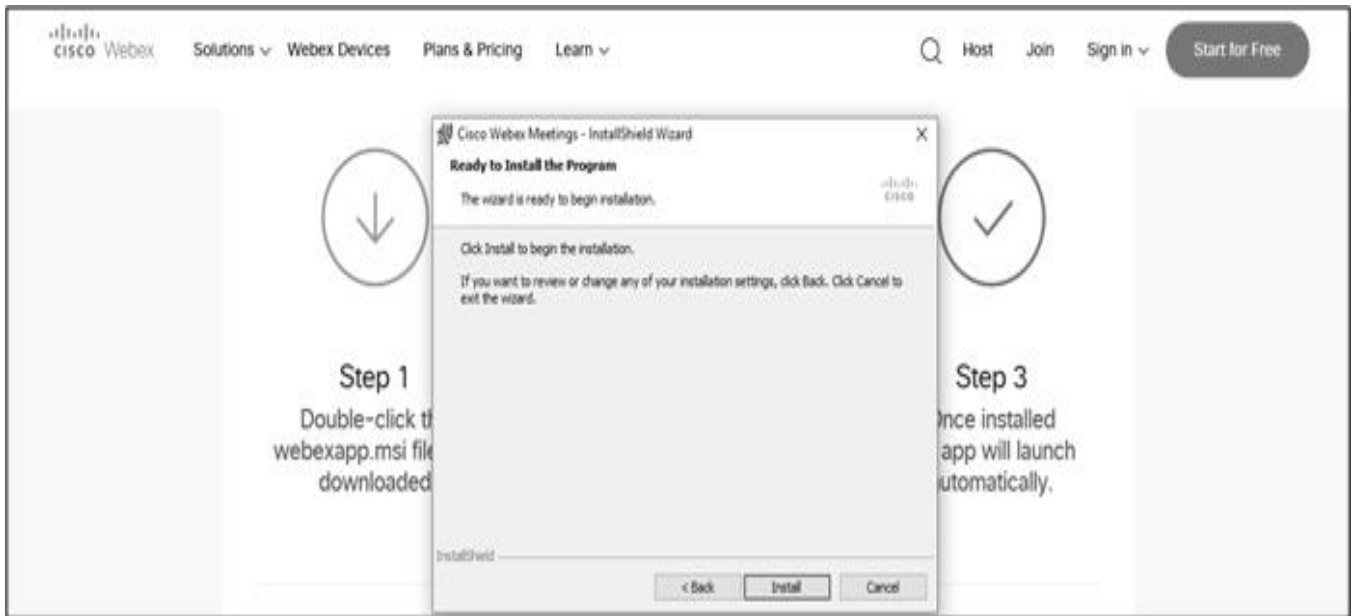 CISCO Webex
Solutions Webex Devices Plans & Pricing Learn Host Join Sign in Start for Free
Cisco Webex Meetings - InstallShield Wizard X
Ready to Install the Program
The wizard is ready to begin installation.
CISCO
Click Install to begin the installation.
If you want to review or change any of your installation settings, click Back. Click Cancel to
exit the wizard.
Step 1
Double-click th
webexapp.msi file
downloaded
Step 3
Once installed
app will launch
utomatically.
InstallShield
< Back Install Cancel